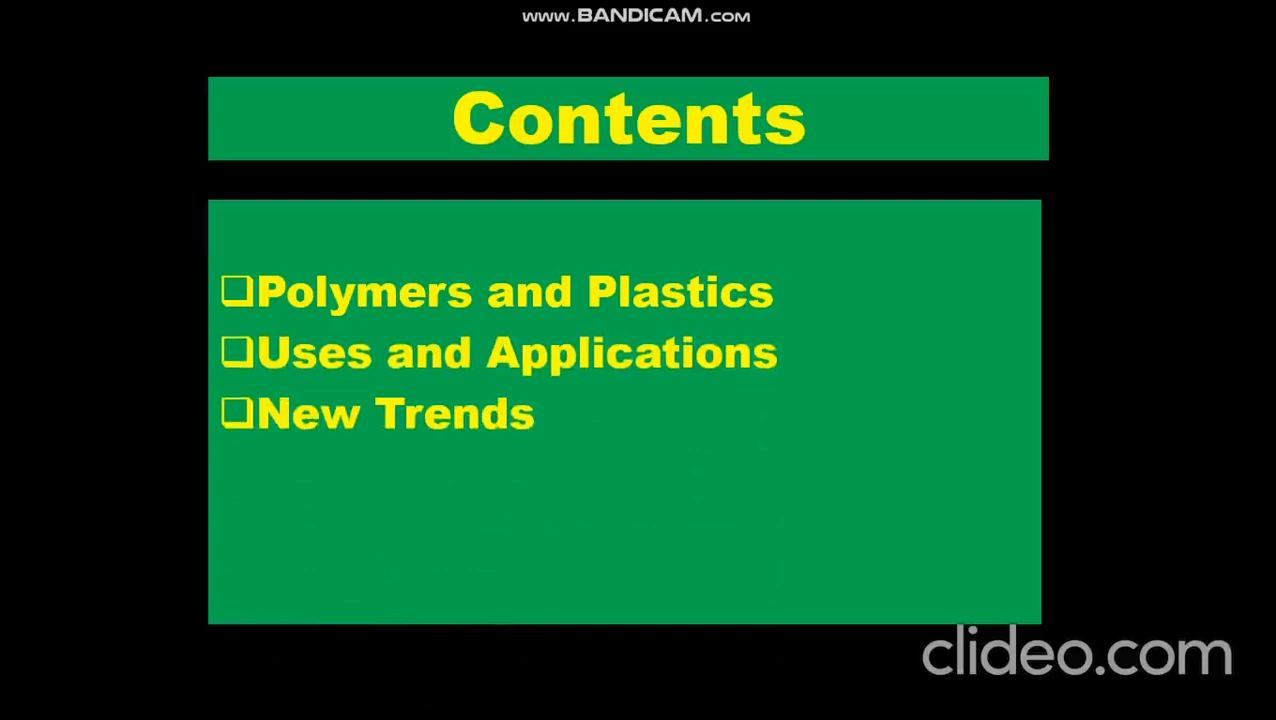 www.BANDICAM.com
Contents
❑Polymers and Plastics
❑Uses and Applications
❑New Trends
clideo.com